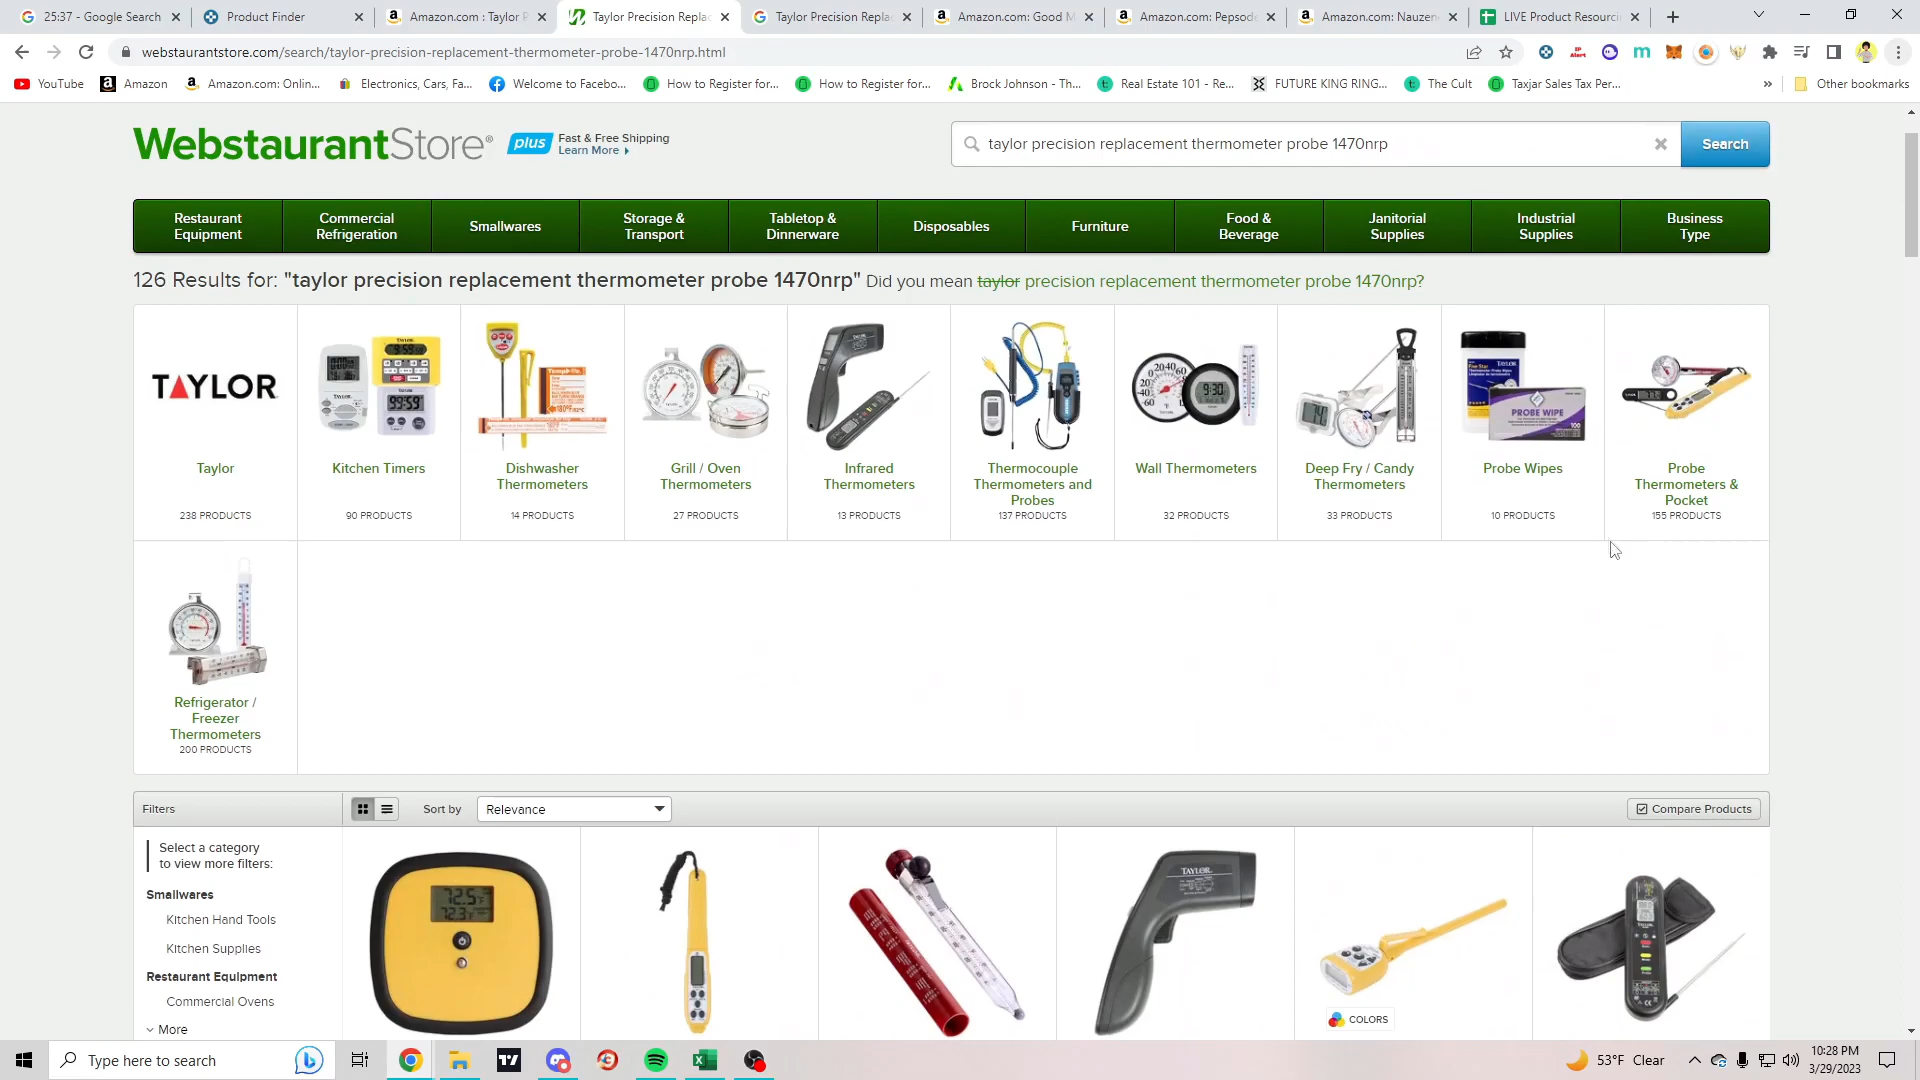 25:37 - Google Search
Product Finder
Amazon.com : Taylor P
Taylor Precision Repla
Taylor Precision Repla
Amazon.com: Good M
Amazon.com: Pepsode
Amazon.com: Nauzen
LIVE Product Resourci
webstaurantstore.com/search/taylor-precision-replacement-thermometer-probe-1470nrp.html
YouTube
Amazon
Amazon.com: Onlin...
Electronics, Cars, Fa...
Welcome to Facebo...
How to Register for...
How to Register for...
Brock Johnson - Th...
Real Estate 101 - Re...
FUTURE KING RING...
The Cult
Taxjar Sales Tax Per...
Other bookmarks
WebstaurantStore®
plus
Fast & Free Shipping
Learn More
taylor precision replacement thermometer probe 1470nrp
Search
Restaurant
Equipment
Commercial
Refrigeration
Smallwares
Storage &
Transport
Tabletop &
Dinnerware
Disposables
Furniture
Food &
Beverage
Janitorial
Supplies
Industrial
Supplies
Business
Type
126 Results for: "taylor precision replacement thermometer probe 1470nrp" Did you mean taylor precision replacement thermometer probe 1470nrp?
TAYLOR
Taylor
238 PRODUCTS
Kitchen Timers
90 PRODUCTS
Dishwasher
Thermometers
14 PRODUCTS
Grill / Oven
Thermometers
27 PRODUCTS
Infrared
Thermometers
13 PRODUCTS
Thermocouple
Thermometers and
Probes
137 PRODUCTS
Wall Thermometers
32 PRODUCTS
Deep Fry / Candy
Thermometers
33 PRODUCTS
PROBE WIPE
Probe Wipes
10 PRODUCTS
Probe
Thermometers &
Pocket
155 PRODUCTS
Refrigerator /
Freezer
Thermometers
200 PRODUCTS
Filters
Sort by
Relevance
Compare Products
Select a category
to view more filters:
Smallwares
Kitchen Hand Tools
Kitchen Supplies
Restaurant Equipment
Commercial Ovens
More
TAYLOR
COLORS
Type here to search
53°F Clear
10:28 PM
3/29/2023